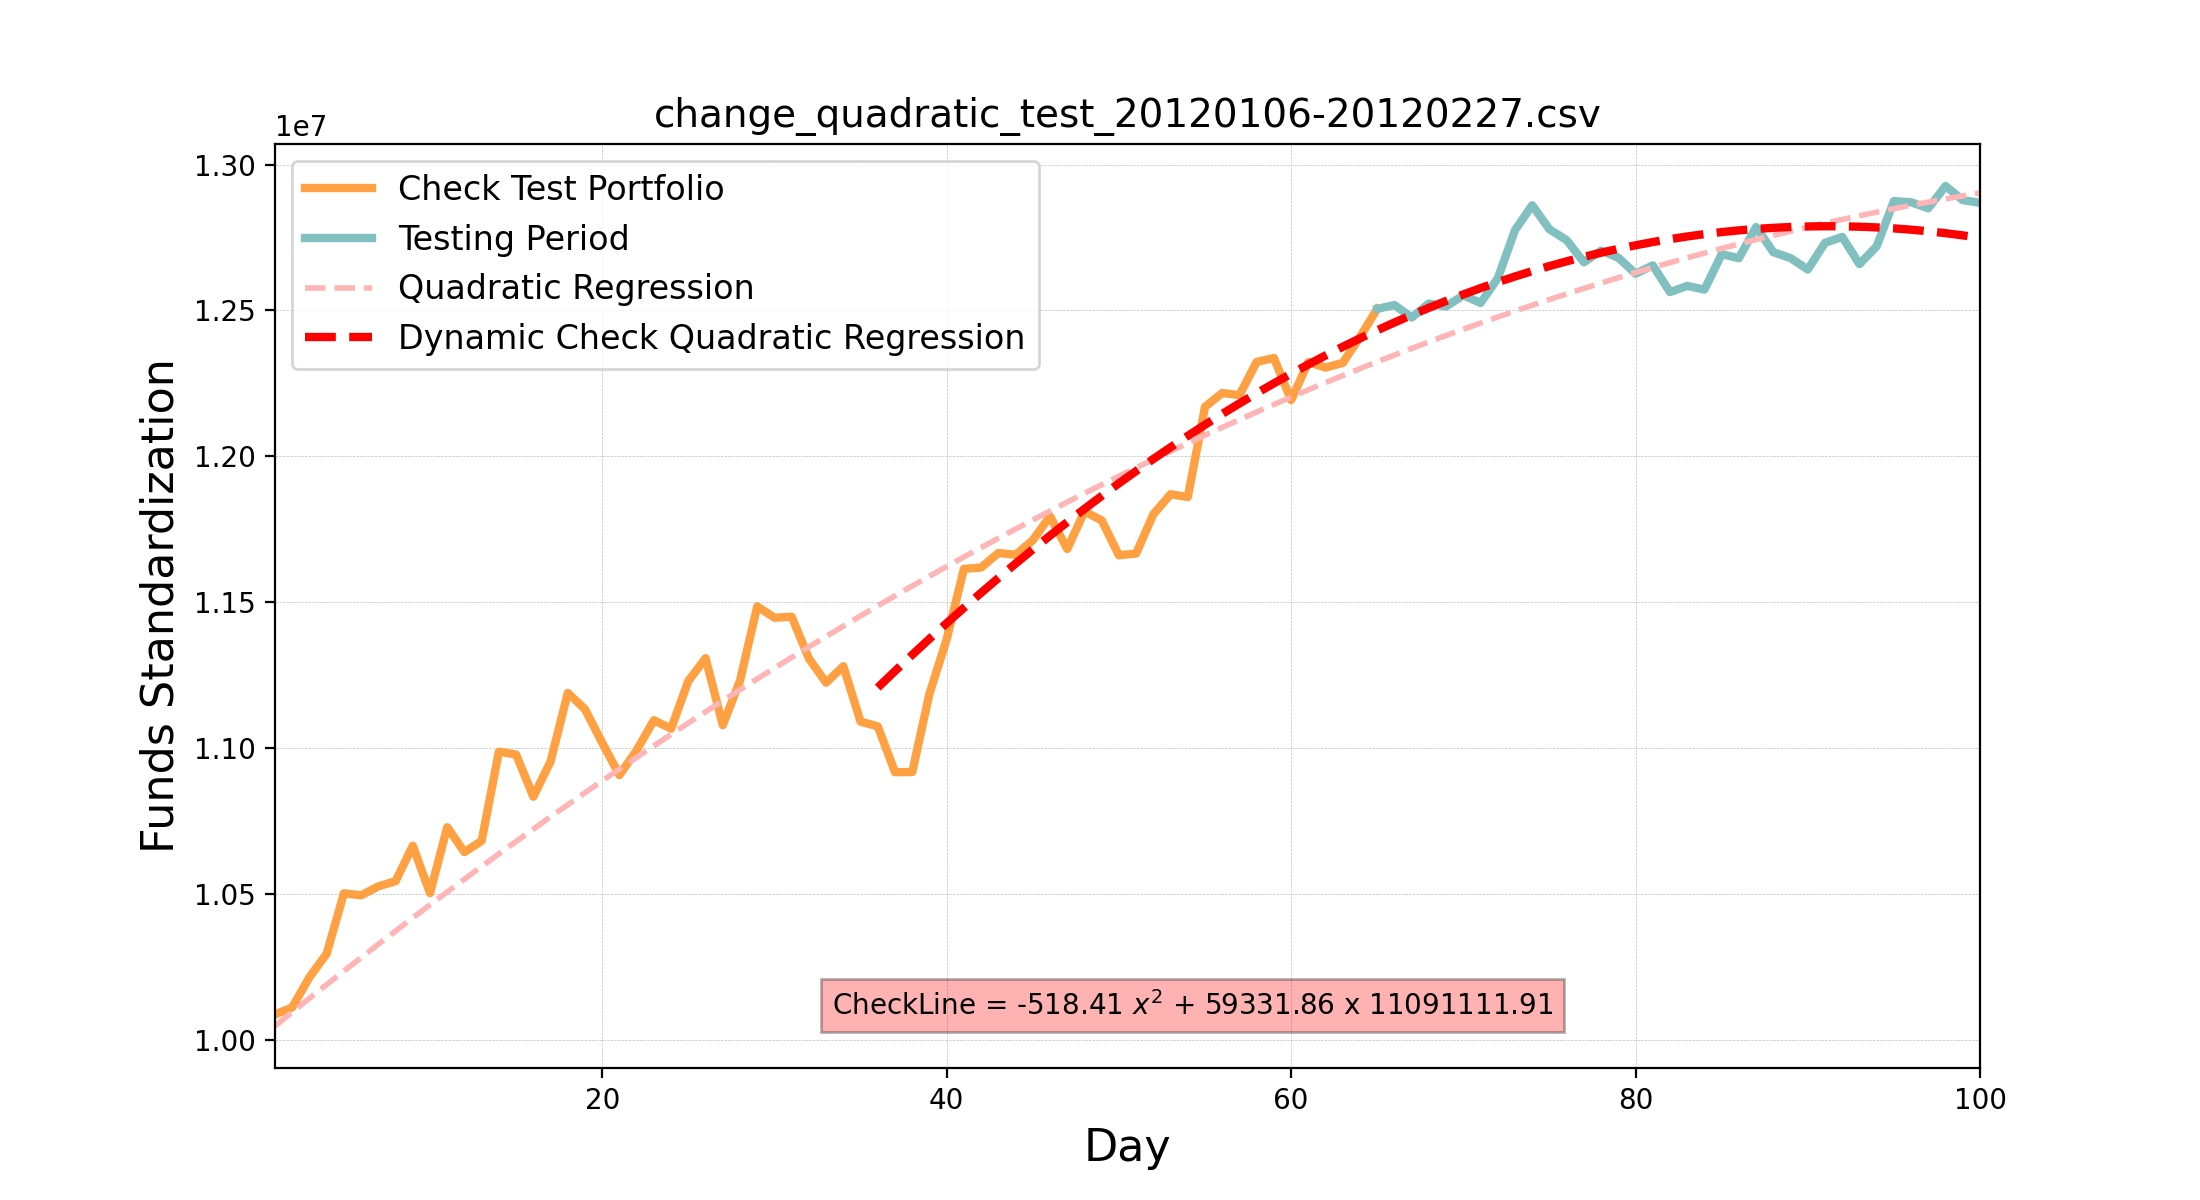 change_quadratic_test_20120106-20120227.csv
1e7
1.30
1.25
1.20
1.15
1.10
1.05
1.00
Funds Standardization
Check Test Portfolio
Testing Period
Quadratic Regression
Dynamic Check Quadratic Regression
CheckLine = -518.41 x² + 59331.86 x 11091111.91
20 40 60 80 100
Day